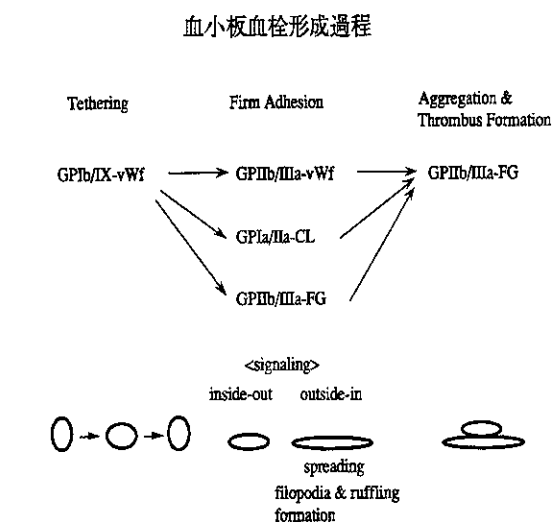 血小板血栓形成過程
Tethering
Firm Adhesion
Aggregation &
Thrombus Formation
GPIb/IX-vWf
GPIIb/IIIa-vWf
GPIIb/IIIa-FG
GPIa/IIa-CL
GPIIb/IIIa-FG
<signaling>
inside-out
outside-in
spreading
filopodia & ruffling
formation